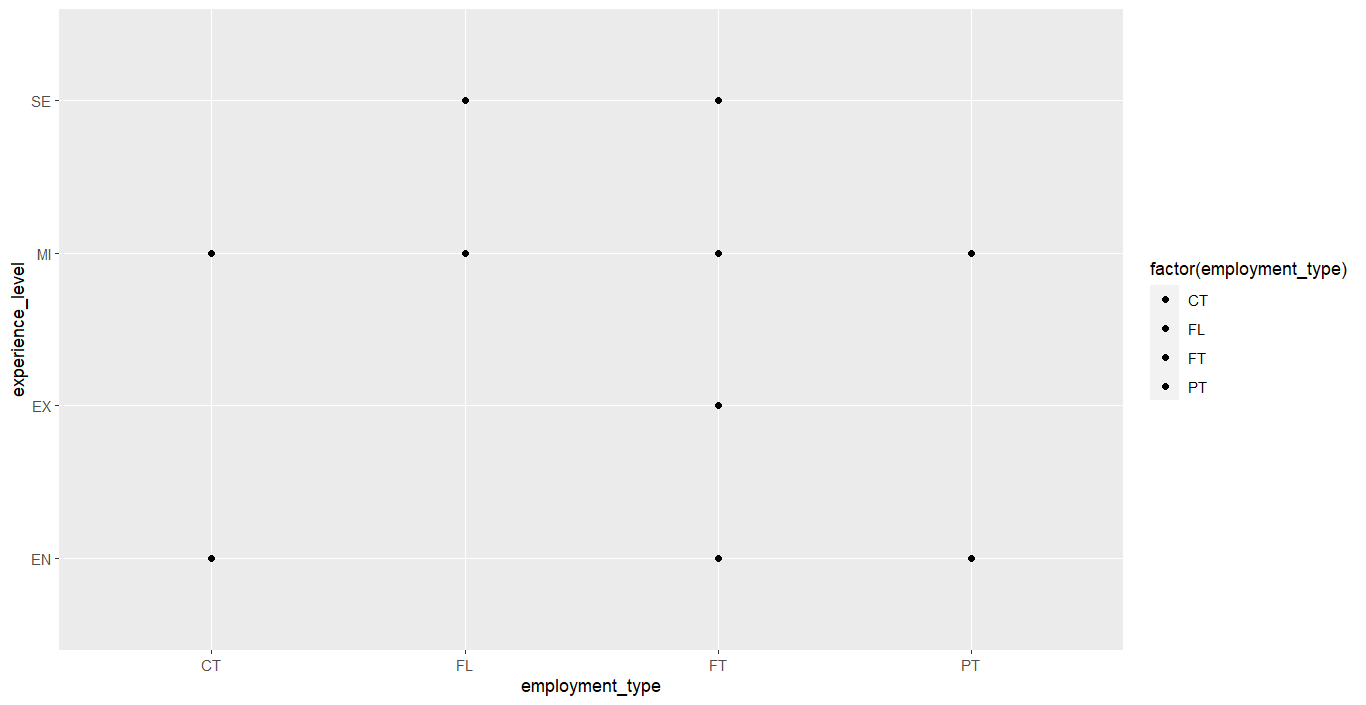 experience_level
SE
MI
EX
EN
CT FL FT PT
employment_type
factor(employment_type)
CT
FL
FT
PT